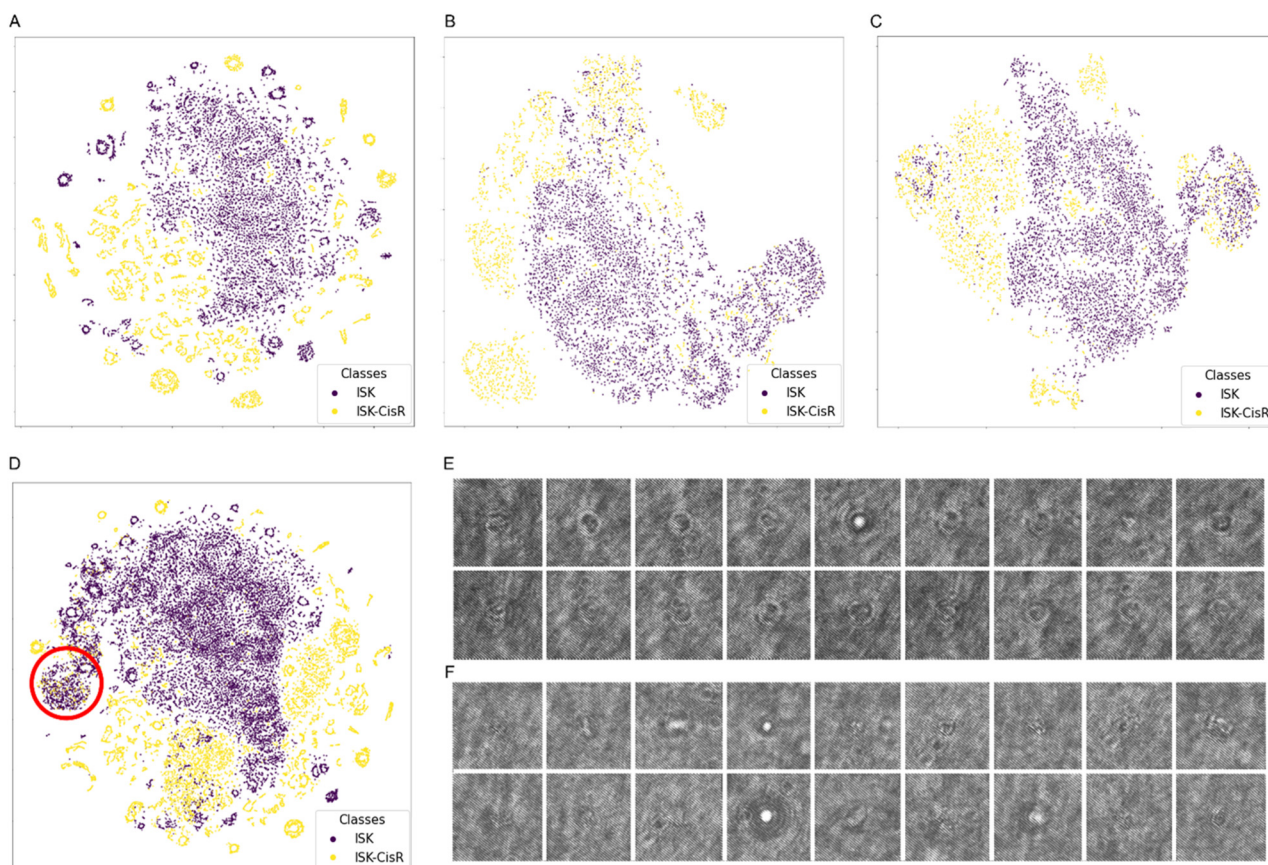 A
B
C
Classes
ISK
ISK-CisR
Classes
ISK
ISK-CisR
Classes
ISK
ISK-CisR
D
E
F
Classes
ISK
ISK-CisR